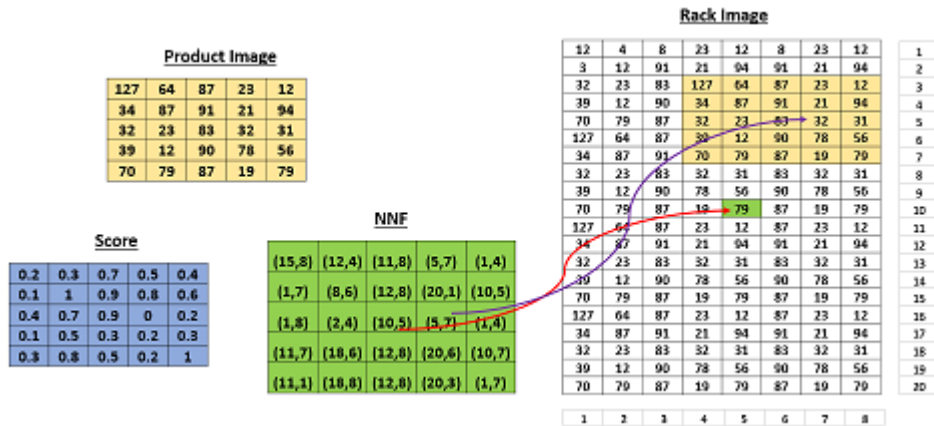 Product Image
127 64 87 23 12
34 87 91 21 94
32 23 83 32 31
39 12 90 78 56
70 79 87 19 79
Score
0.2 0.3 0.7 0.5 0.4
0.1 1 0.9 0.8 0.6
0.4 0.7 0.9 0 0.2
0.1 0.5 0.3 0.2 0.3
0.3 0.8 0.5 0.2 1
NNF
(15,8) (12,4) (11,8) (5,7) (1,4)
(1,7) (8,6) (12,8) (20,1) (10,5)
(1,8) (2,4) (10,5) (5,7) (1,4)
(11,7) (18,6) (12,8) (20,6) (10,7)
(11,1) (18,8) (12,8) (20,3) (1,7)
Rack Image
12 4 8 23 12 8 23 12 1
3 12 91 21 94 91 21 94 2
32 23 83 127 64 87 23 12 3
39 12 90 34 87 91 21 94 4
70 79 87 32 23 83 32 31 5
127 64 87 39 12 90 78 56 6
34 87 91 70 79 87 19 79 7
32 23 83 32 31 83 32 31 8
39 12 90 78 56 90 78 56 9
70 79 87 19 79 87 19 79 10
127 64 87 23 12 87 23 12 11
34 87 91 21 94 91 21 94 12
32 23 83 32 31 83 32 31 13
39 12 90 78 56 90 78 56 14
70 79 87 19 79 87 19 79 15
127 64 87 23 12 87 23 12 16
34 87 91 21 94 91 21 94 17
32 23 83 32 31 83 32 31 18
39 12 90 78 56 90 78 56 19
70 79 87 19 79 87 19 79 20
1 2 3 4 5 6 7 8